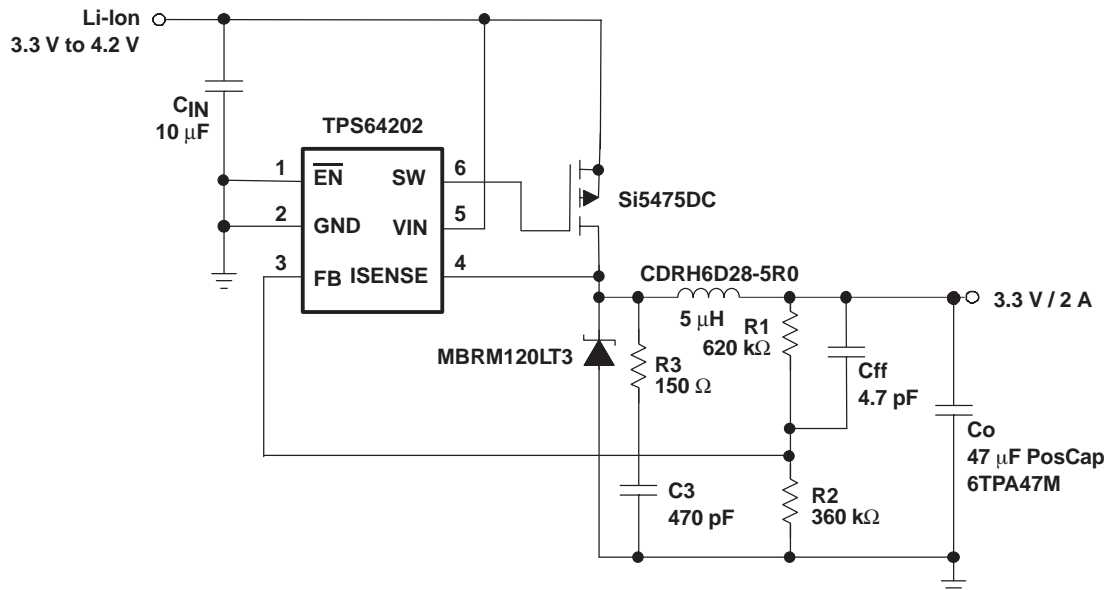 Li-Ion
3.3 V to 4.2 V
CIN
10 μF
TPS64202
1
EN
SW
6
2
GND
VIN
5
3
FB
ISENSE
4
Si5475DC
CDRH6D28-5R0
5 μH
3.3 V / 2 A
MBRM120LT3
R3
150 Ω
R1
620 kΩ
Cff
4.7 pF
Co
47 μF PosCap
6TPA47M
C3
470 pF
R2
360 kΩ